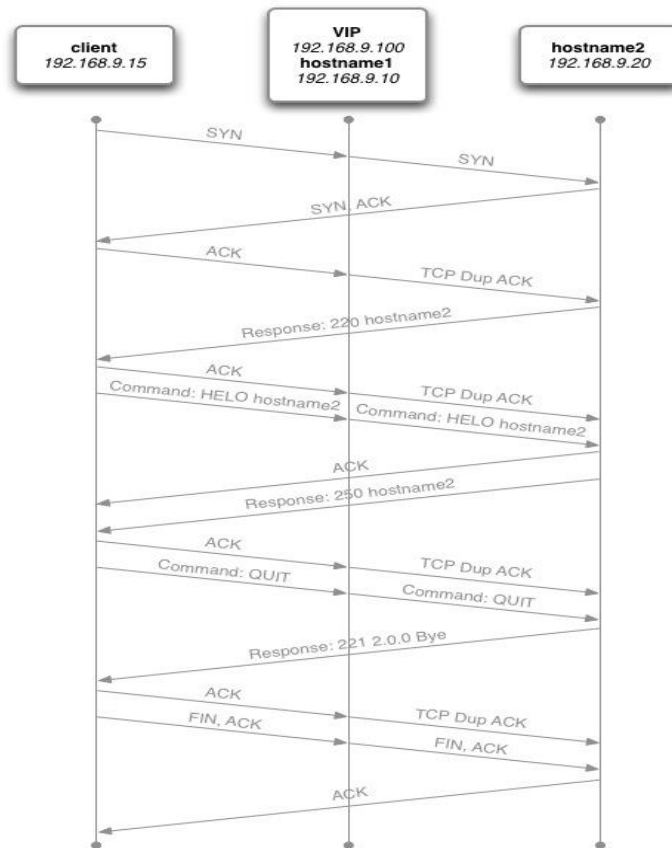 client
192.168.9.15
VIP
192.168.9.100
hostname1
192.168.9.10
hostname2
192.168.9.20
SYN
SYN
SYN, ACK
ACK
TCP Dup ACK
Response: 220 hostname2
ACK
TCP Dup ACK
Command: HELO hostname2
Command: HELO hostname2
ACK
Response: 250 hostname2
ACK
TCP Dup ACK
Command: QUIT
Command: QUIT
Response: 221 2.0.0 Bye
ACK
TCP Dup ACK
FIN, ACK
FIN, ACK
ACK